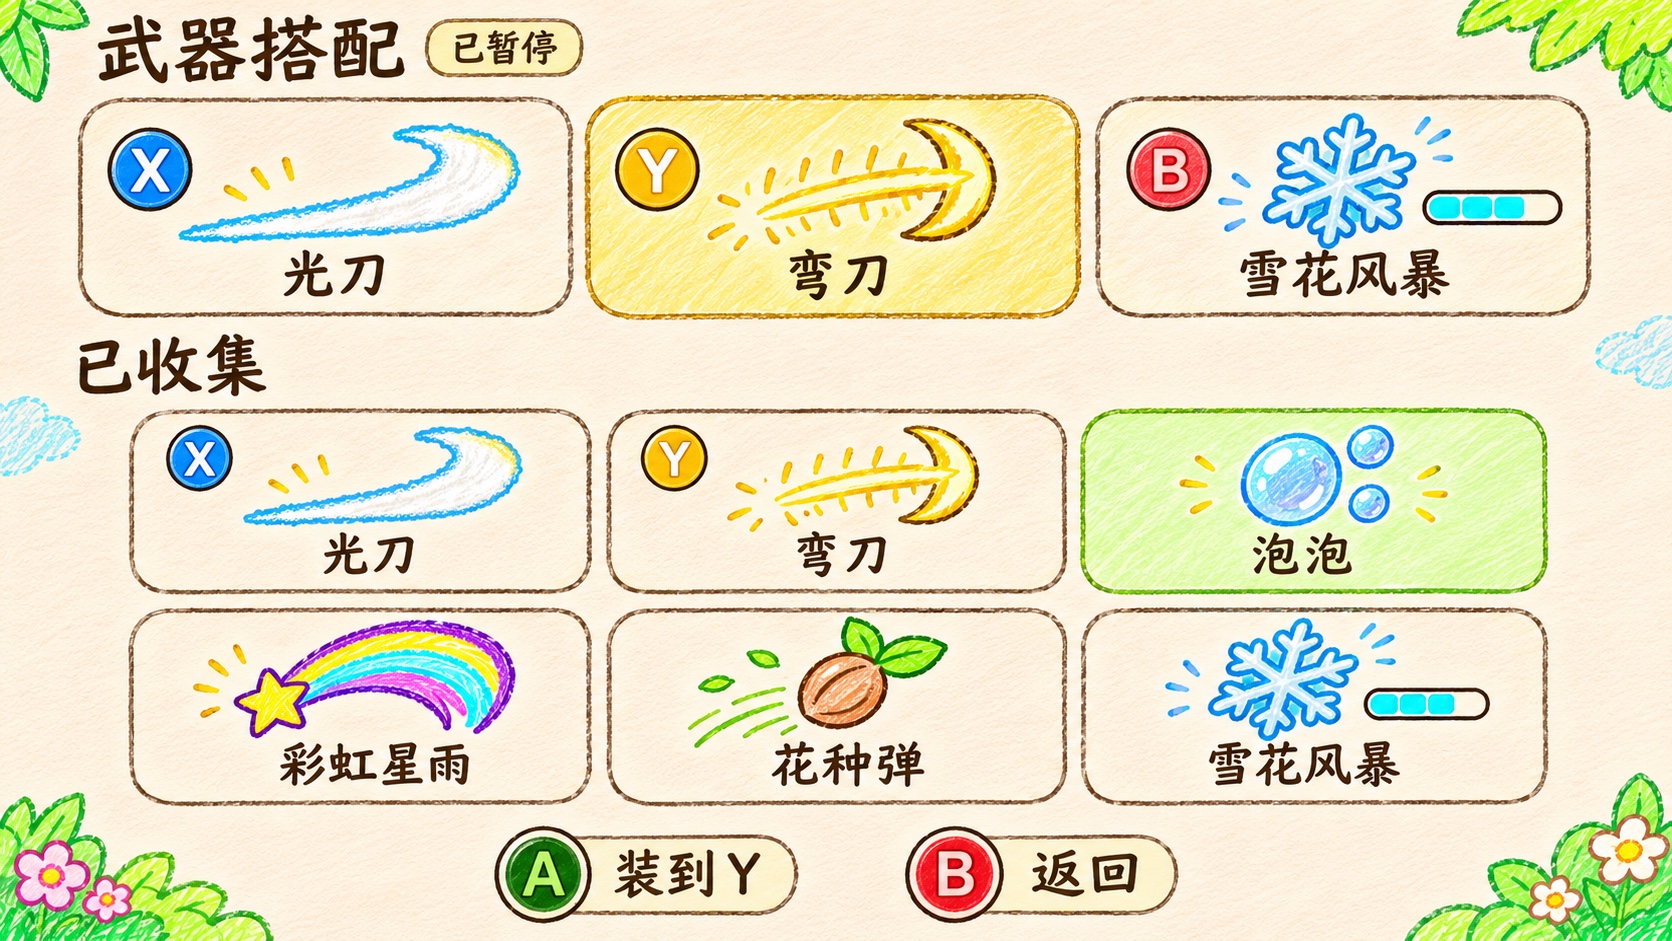 武器搭配 已暂停
X Y B
光刀 弯刀 雪花风暴
已收集
X Y
光刀 弯刀 泡泡
彩虹星雨 花种弹 雪花风暴
A 装到Y B 返回